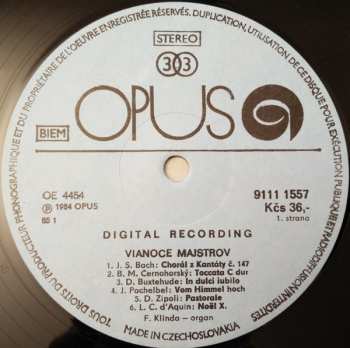 TOUS DROITS DU PRODUCTEUR PHONOGRAPHIQUE ET DU PROPRIÉTAIRE DE L'OEUVRE ENREGISTRÉE RÉSERVÉS. DUPLICATION, UTILISATION DE CE DISQUE POUR EXÉCUTION PUBLIQUE ET RADIODIFFUSION INTERDITES
STEREO
33
OPUS
BIEM
OE 4454
℗ 1984 OPUS
85 1
9111 1557
Kčs 36,-
1. strana
DIGITAL RECORDING
VIANOCE MAJSTROV
1. J. S. Bach: Chorál z Kantáty č. 147
2. B. M. Černohorský: Toccata C dur
3. D. Buxtehude: In dulci iubilo
4. J. Pachelbel: Vom Himmel hoch
5. D. Zipoli: Pastorale
6. L. C. d'Aquin: Noël X.
F. Klinda – organ
MADE IN CZECHOSLOVAKIA